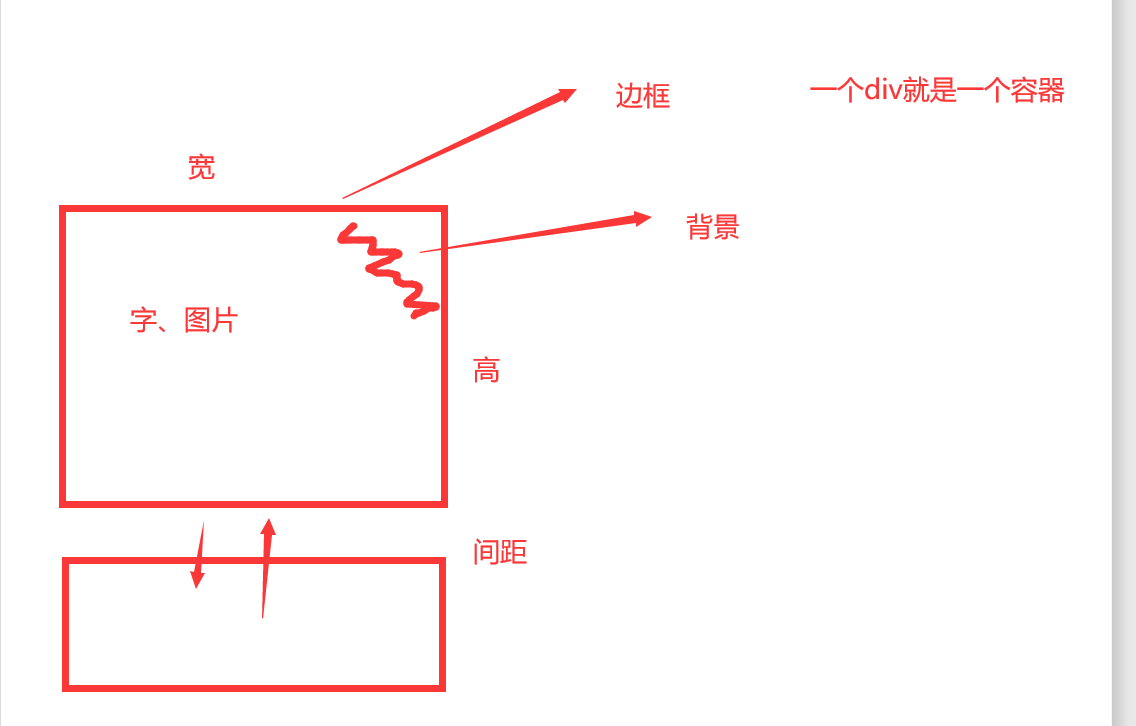 一个div就是一个容器
边框
宽
背景
字、图片
高
间距